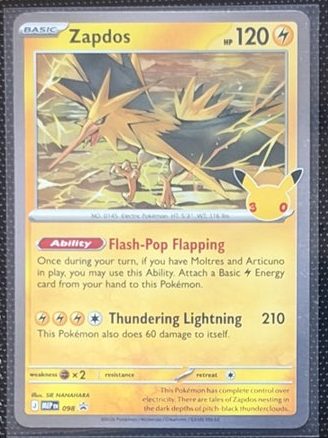 BASIC
Zapdos
HP 120
30
NO. 0145 Electric Pokémon HT: 5'3" WT: 116 lbs
Ability Flash-Pop Flapping
Once during your turn, if you have Moltres and Articuno
in play, you may use this Ability. Attach a Basic Energy
card from your hand to this Pokémon.
Thundering Lightning 210
This Pokémon also does 60 damage to itself.
weakness ×2 resistance retreat
Illus. SIE NANAHARA
J MEP EN 098
This Pokémon has complete control over
electricity. There are tales of Zapdos nesting in
the dark depths of pitch-black thunderclouds.